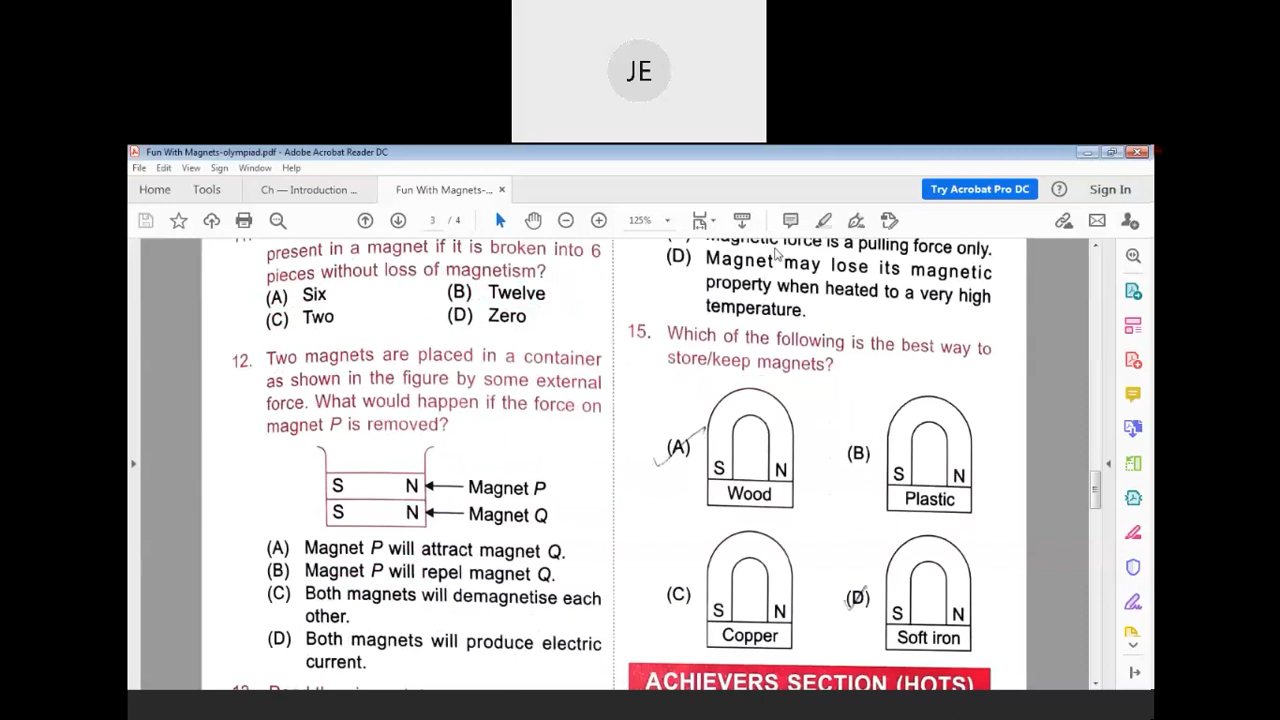 JE
Fun With Magnets-olympiad.pdf - Adobe Acrobat Reader DC
File Edit View Sign Window Help
Home Tools Ch — Introduction ... Fun With Magnets-... × Try Acrobat Pro DC Sign In
3 / 4 125%
present in a magnet if it is broken into 6
pieces without loss of magnetism?
(A) Six (B) Twelve
(C) Two (D) Zero
12. Two magnets are placed in a container
as shown in the figure by some external
force. What would happen if the force on
magnet P is removed?
S N Magnet P
S N Magnet Q
(A) Magnet P will attract magnet Q.
(B) Magnet P will repel magnet Q.
(C) Both magnets will demagnetise each
other.
(D) Both magnets will produce electric
current.
Magnetic force is a pulling force only.
(D) Magnet may lose its magnetic
property when heated to a very high
temperature.
15. Which of the following is the best way to
store/keep magnets?
(A) S N Wood
(B) S N Plastic
(C) S N Copper
(D) S N Soft iron
ACHIEVERS SECTION (HOTS)